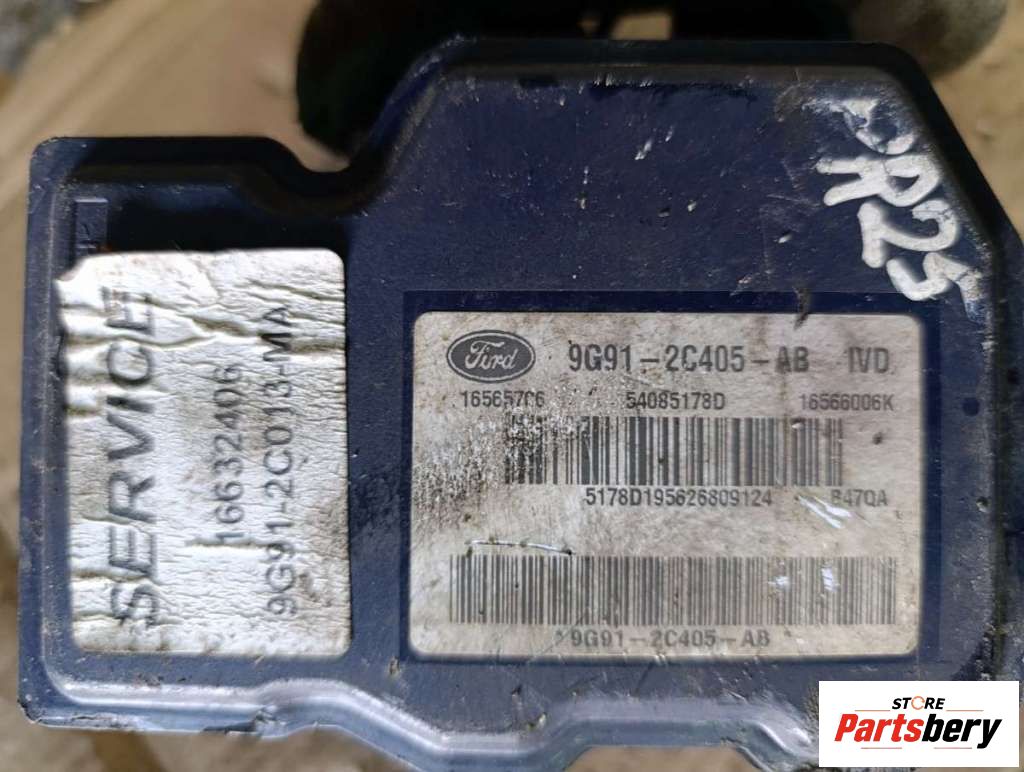 SERVICE
16632406
9G91-2C013-MA
PR25
Ford 9G91-2C405-AB IVD
54085178D 16566006K
5178D195626809124 B47QA
9G91-2C405-AB
STORE
Partsbery